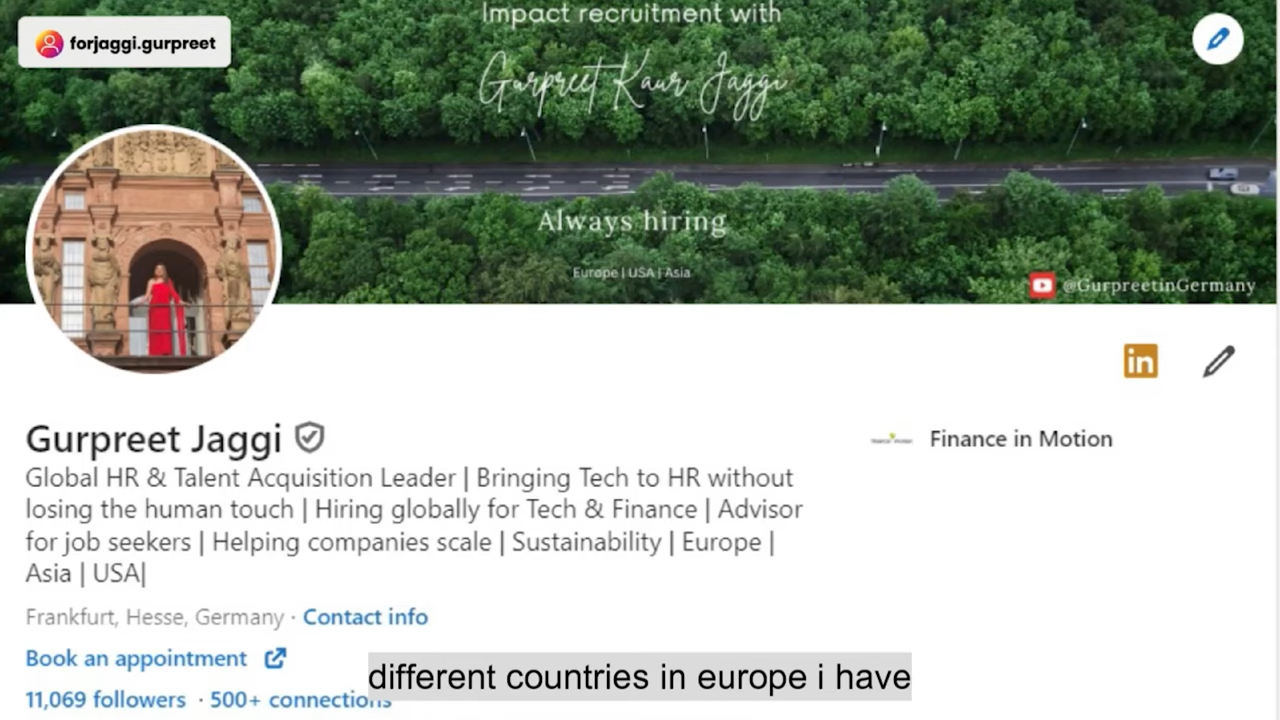 Impact recruitment with
forjaggi.gurpreet
Gurpreet Kaur Jaggi
Always hiring
Europe | USA | Asia
@GurpreetinGermany
in
Gurpreet Jaggi
Finance in Motion
Global HR & Talent Acquisition Leader | Bringing Tech to HR without
losing the human touch | Hiring globally for Tech & Finance | Advisor
for job seekers | Helping companies scale | Sustainability | Europe |
Asia | USA|
Frankfurt, Hesse, Germany · Contact info
Book an appointment
different countries in europe i have
11,069 followers · 500+ connections